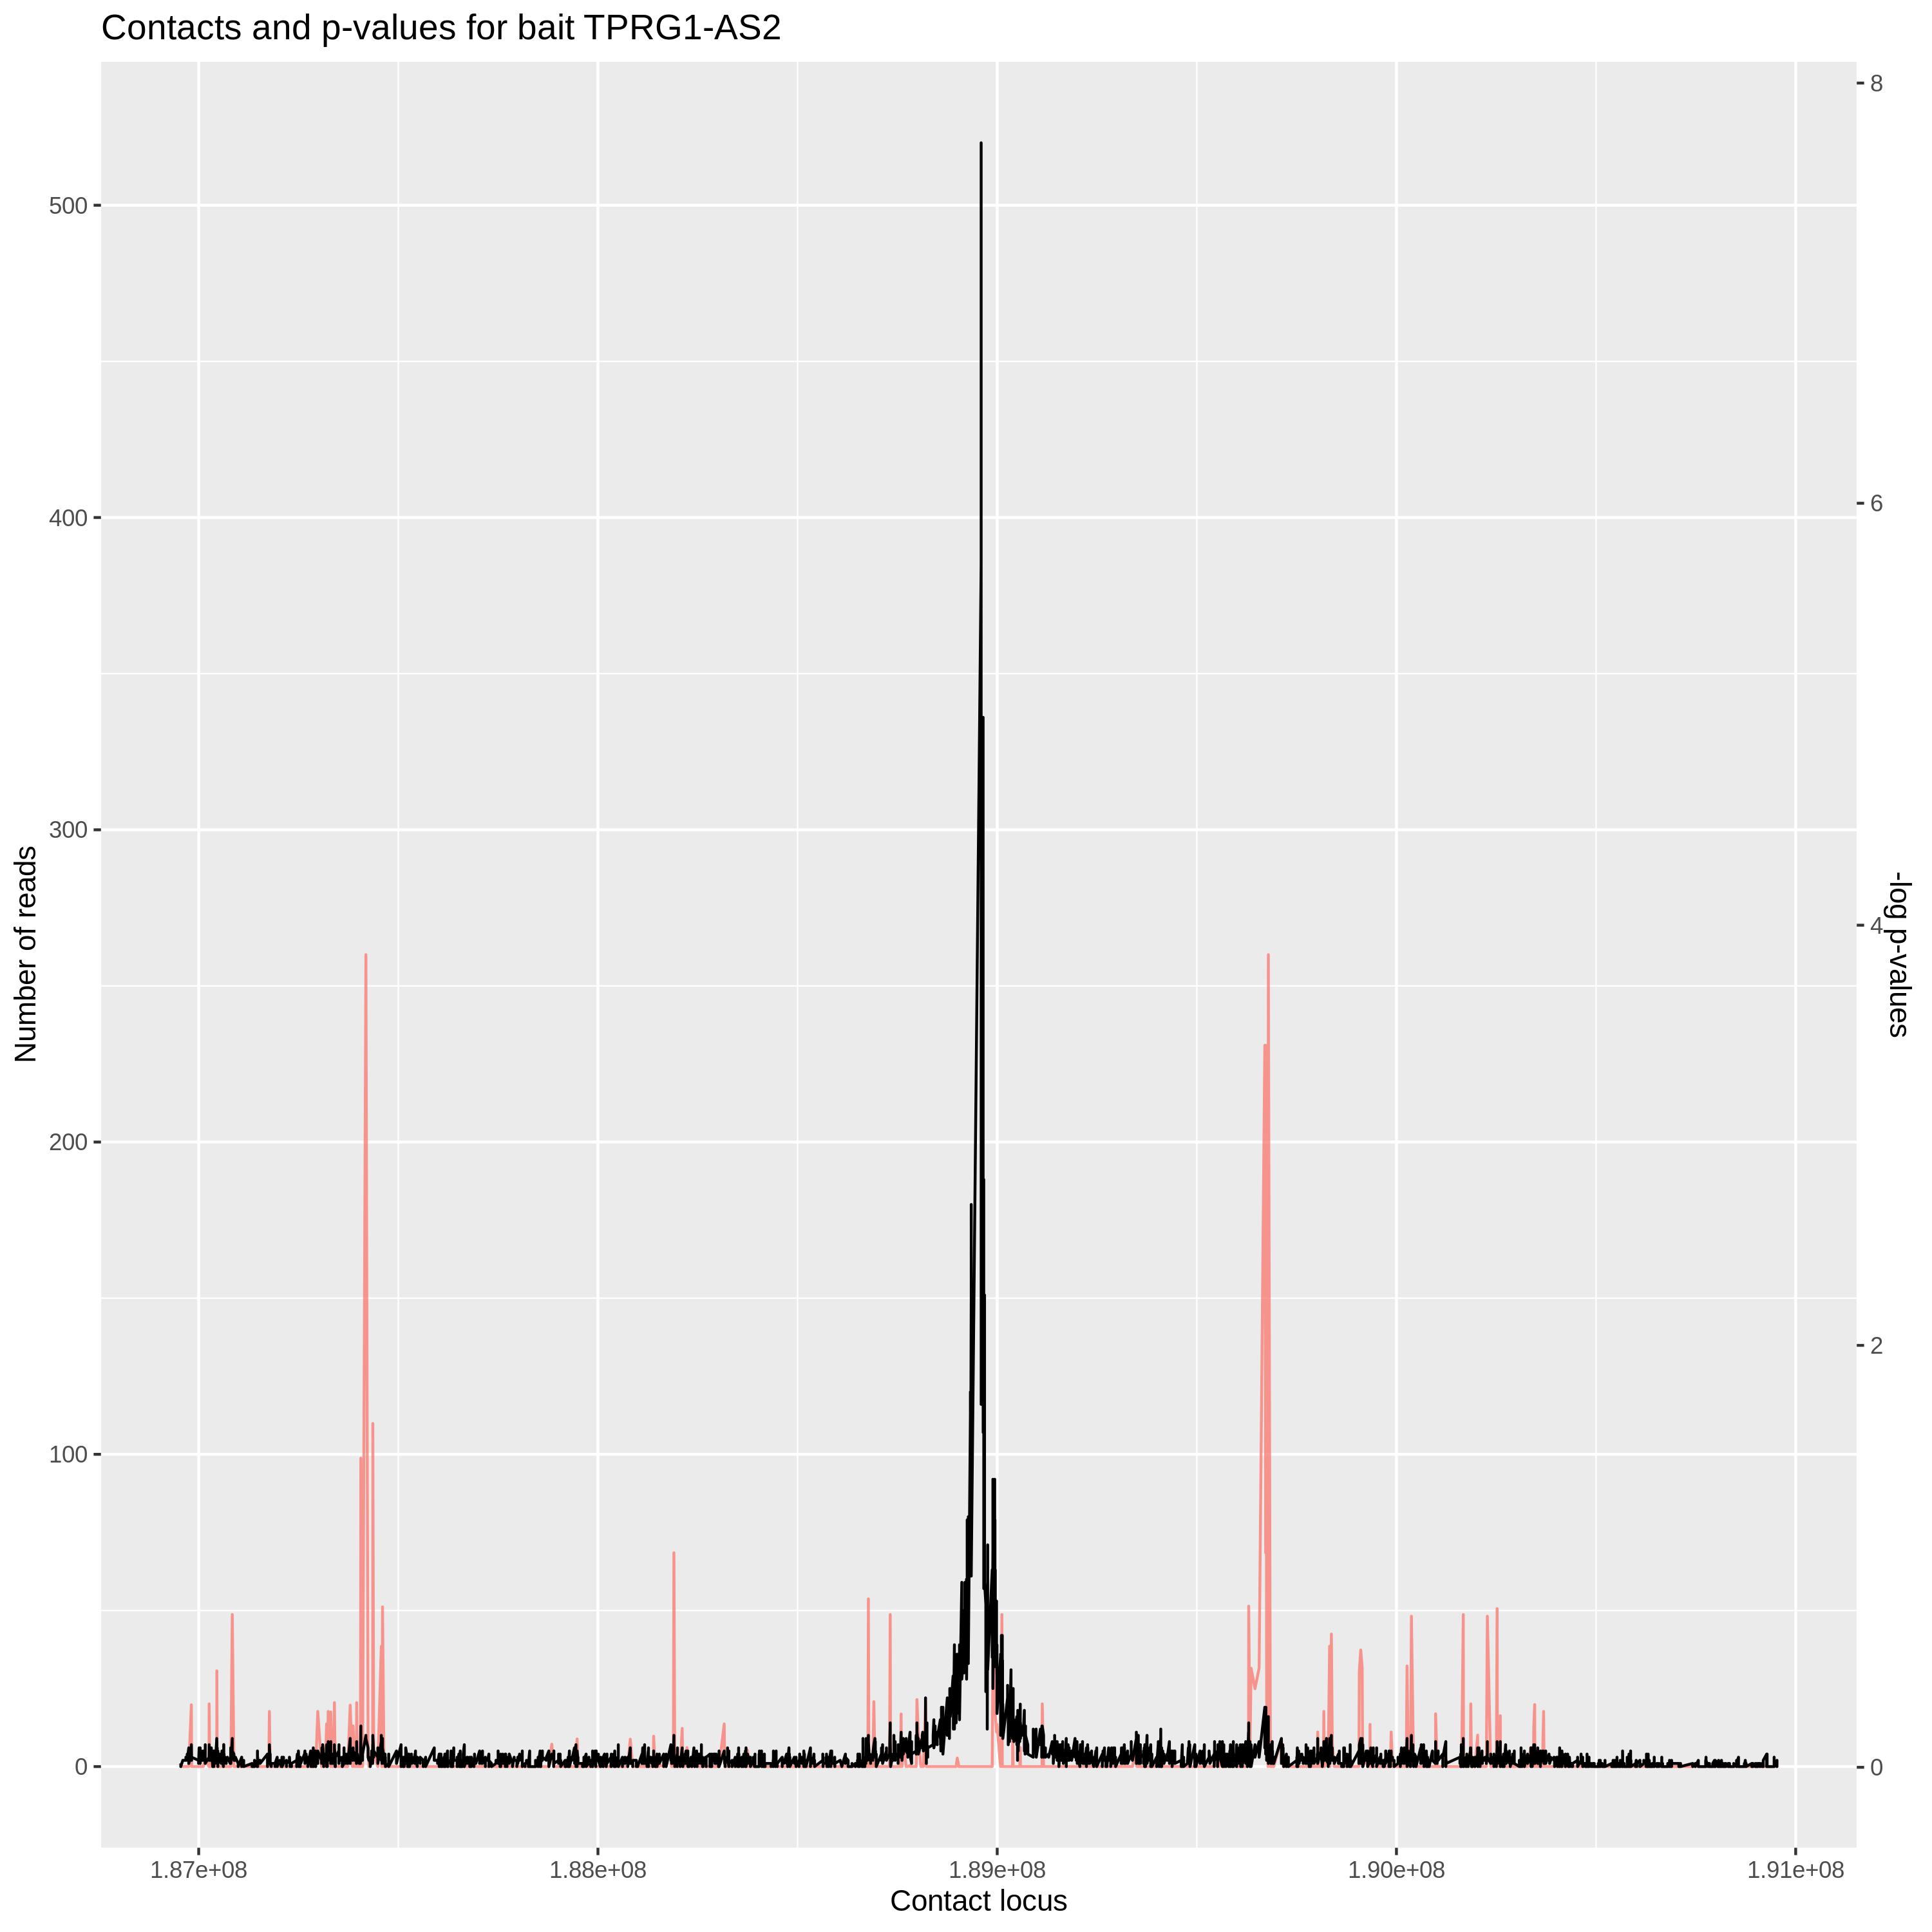 Contacts and p-values for bait TPRG1-AS2
Number of reads
500
400
300
200
100
0
8
6
4
2
0
-log p-values
1.87e+08
1.88e+08
1.89e+08
1.90e+08
1.91e+08
Contact locus